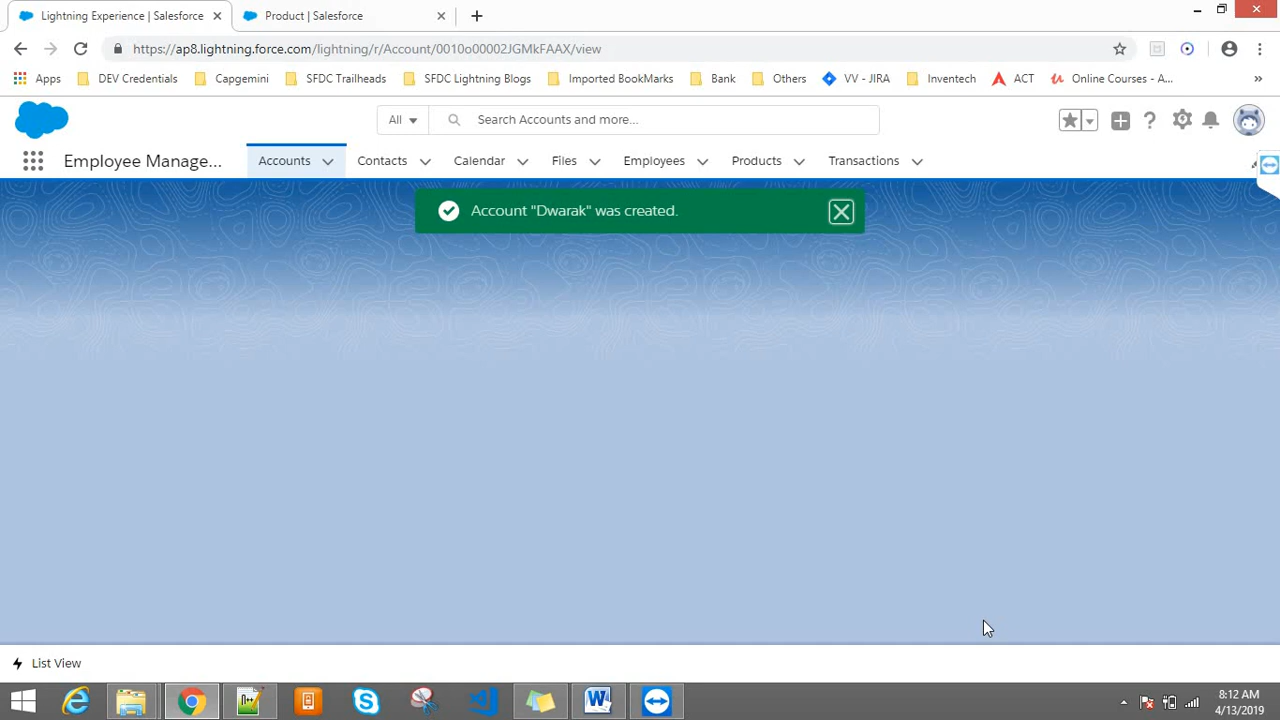 Lightning Experience | Salesforce
Product | Salesforce
https://ap8.lightning.force.com/lightning/r/Account/0010o00002JGMkFAAX/view
Apps DEV Credentials Capgemini SFDC Trailheads SFDC Lightning Blogs Imported BookMarks Bank Others VV - JIRA Inventech ACT Online Courses - A...
All Search Accounts and more...
Employee Manage... Accounts Contacts Calendar Files Employees Products Transactions
Account "Dwarak" was created.
List View
8:12 AM
4/13/2019